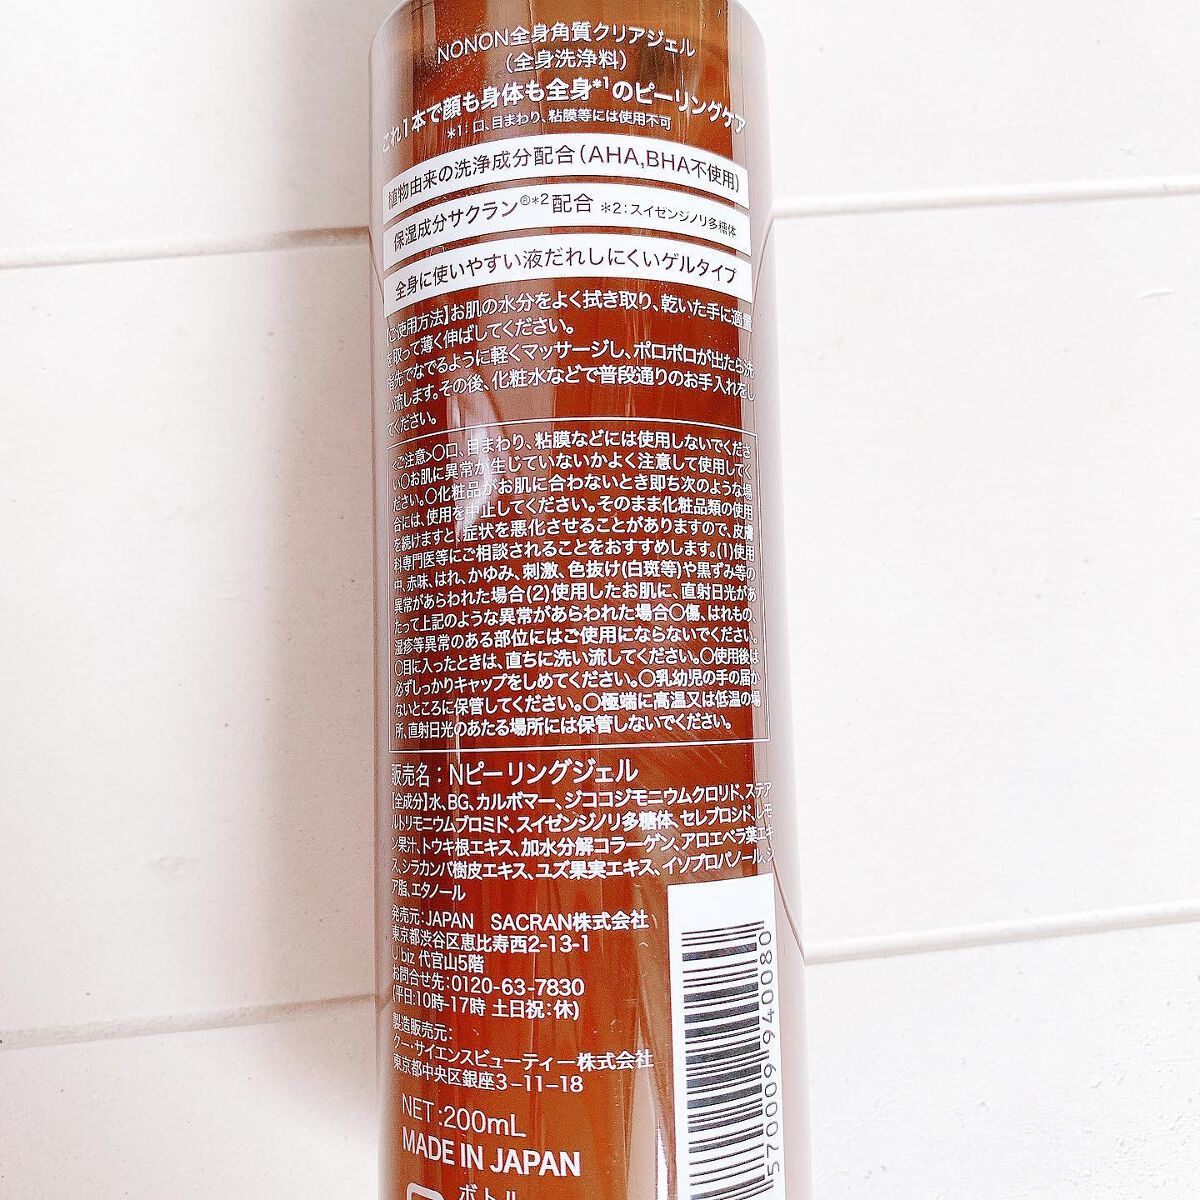 NONON全身角質クリアジェル
(全身洗浄料)
これ1本で顔も身体も全身*1のピーリングケア
*1:口、目まわり、粘膜等には使用不可
植物由来の洗浄成分配合(AHA,BHA不使用)
保湿成分サクラン®*2配合 *2:スイゼンジノリ多糖体
全身に使いやすい液だれしにくいゲルタイプ
【ご使用方法】お肌の水分をよく拭き取り、乾いた手に適量
を取って薄く伸ばしてください。
指先でなでるように軽くマッサージし、ポロポロが出たら洗
い流します。その後、化粧水などで普段通りのお手入れをし
てください。
<ご注意>〇口、目まわり、粘膜などには使用しないでくださ
い〇お肌に異常が生じていないかよく注意して使用してく
ださい。〇化粧品がお肌に合わないとき即ち次のような場
合には、使用を中止してください。そのまま化粧品類の使用
を続けますと、症状を悪化させることがありますので、皮膚
科専門医等にご相談されることをおすすめします。(1)使用
中、赤味、はれ、かゆみ、刺激、色抜け(白斑等)や黒ずみ等の
異常があらわれた場合(2)使用したお肌に、直射日光があ
たって上記のような異常があらわれた場合〇傷、はれもの、
湿疹等異常のある部位にはご使用にならないでください。
〇目に入ったときは、直ちに洗い流してください。〇使用後は
必ずしっかりキャップをしめてください。〇乳幼児の手の届か
ないところに保管してください。〇極端に高温又は低温の場
所、直射日光のあたる場所には保管しないでください。
販売名:Nピーリングジェル
【全成分】水、BG、カルボマー、ジココジモニウムクロリド、ステア
ルトリモニウムブロミド、スイゼンジノリ多糖体、セレブロシド、レモ
ン果汁、トウキ根エキス、加水分解コラーゲン、アロエベラ葉エキ
ス、シラカンバ樹皮エキス、ユズ果実エキス、イソプロパノール、シ
ア脂、エタノール
発売元:JAPAN SACRAN株式会社
東京都渋谷区恵比寿西2-13-1
U'biz 代官山5階
お問合せ先:0120-63-7830
(平日:10時-17時 土日祝:休)
製造販売元:
クー・サイエンスビューティー株式会社
東京都中央区銀座3-11-18
NET:200mL
MADE IN JAPAN
ボトル
570009 940080